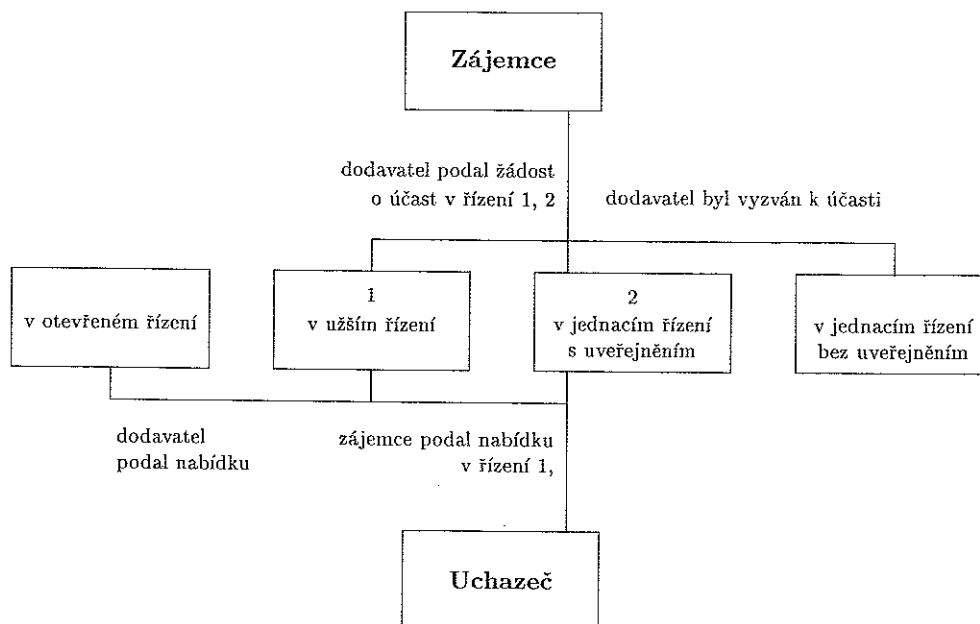 Zájemce
dodavatel podal žádost
o účast v řízení 1, 2
dodavatel byl vyzván k účasti
v otevřeném řízení
1
v užším řízení
2
v jednacím řízení
s uveřejněním
v jednacím řízení
bez uveřejněním
dodavatel
podal nabídku
zájemce podal nabídku
v řízení 1,
Uchazeč